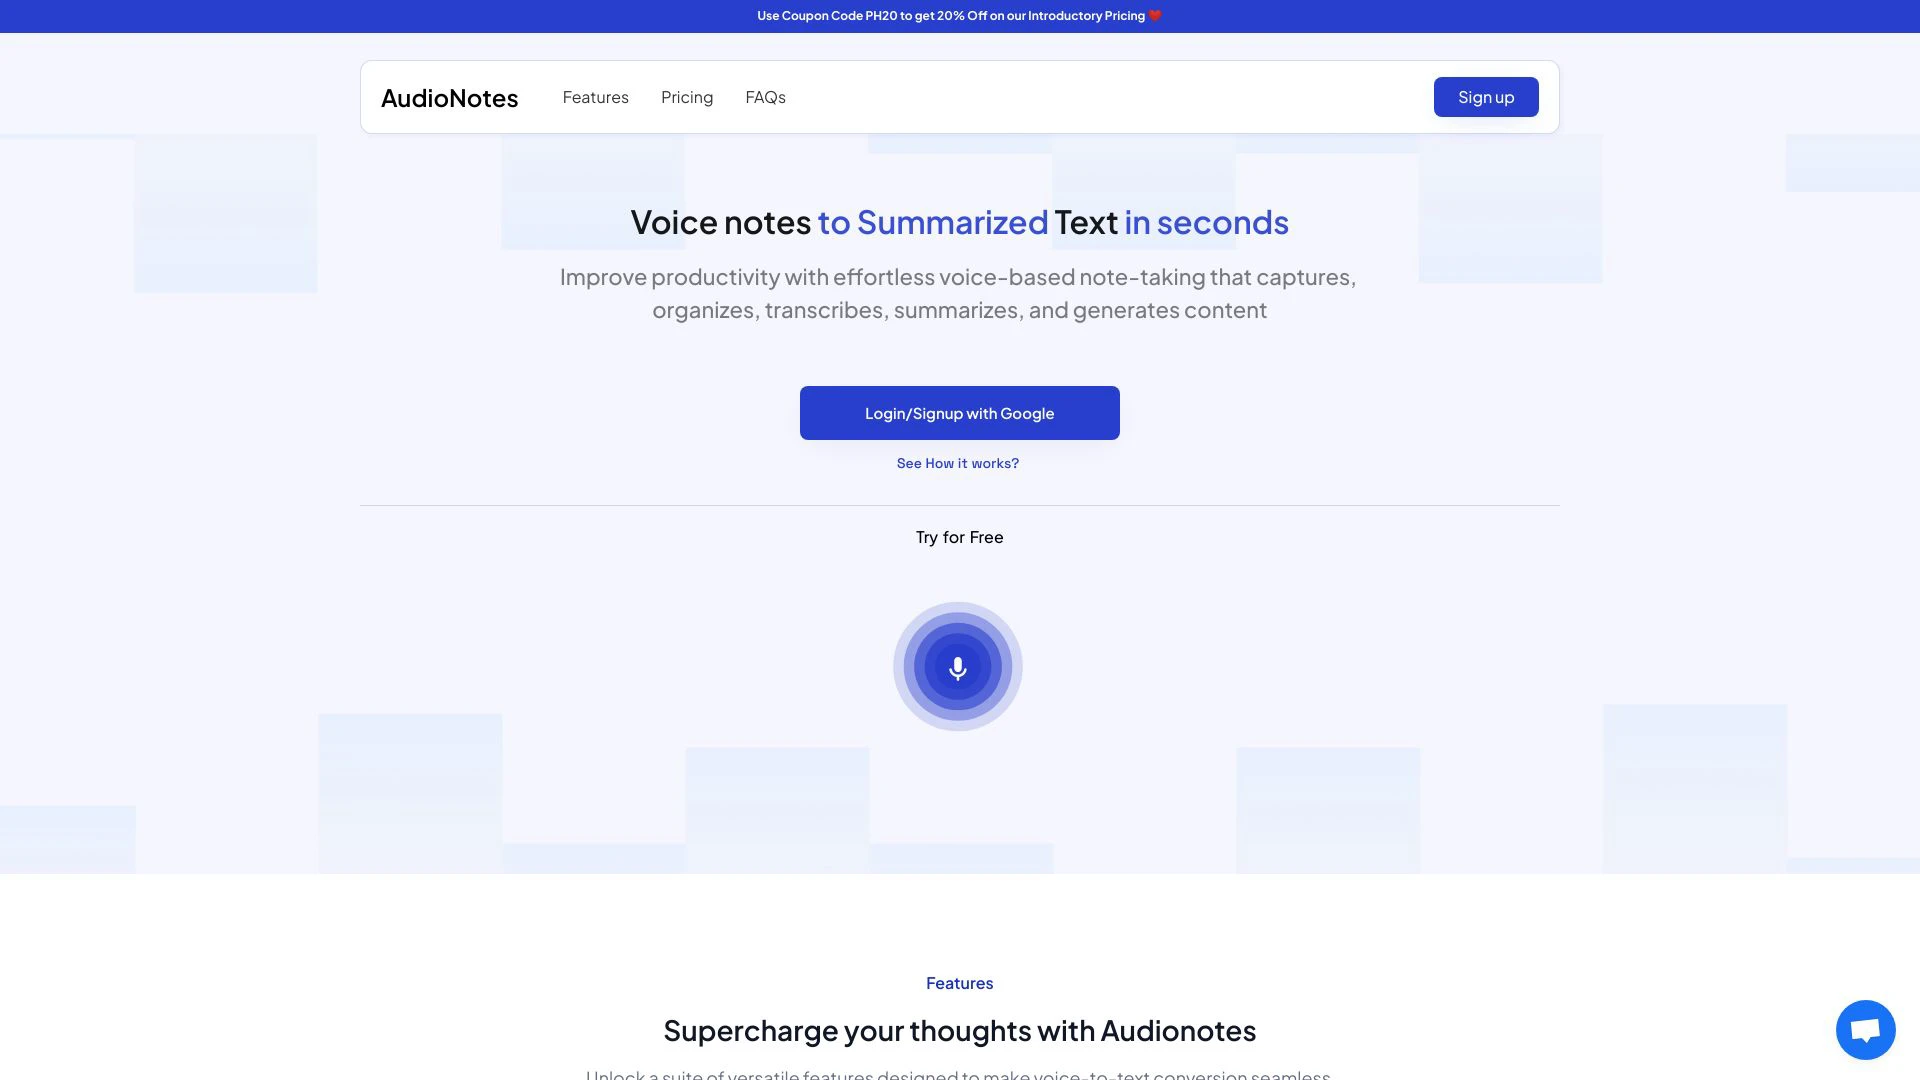 Use Coupon Code PH20 to get 20% Off on our Introductory Pricing ❤️
AudioNotes
Features
Pricing
FAQs
Sign up
Voice notes to Summarized Text in seconds
Improve productivity with effortless voice-based note-taking that captures,
organizes, transcribes, summarizes, and generates content
Login/Signup with Google
See How it works?
Try for Free
Features
Supercharge your thoughts with Audionotes
Unlock a suite of versatile features designed to make voice-to-text conversion seamless